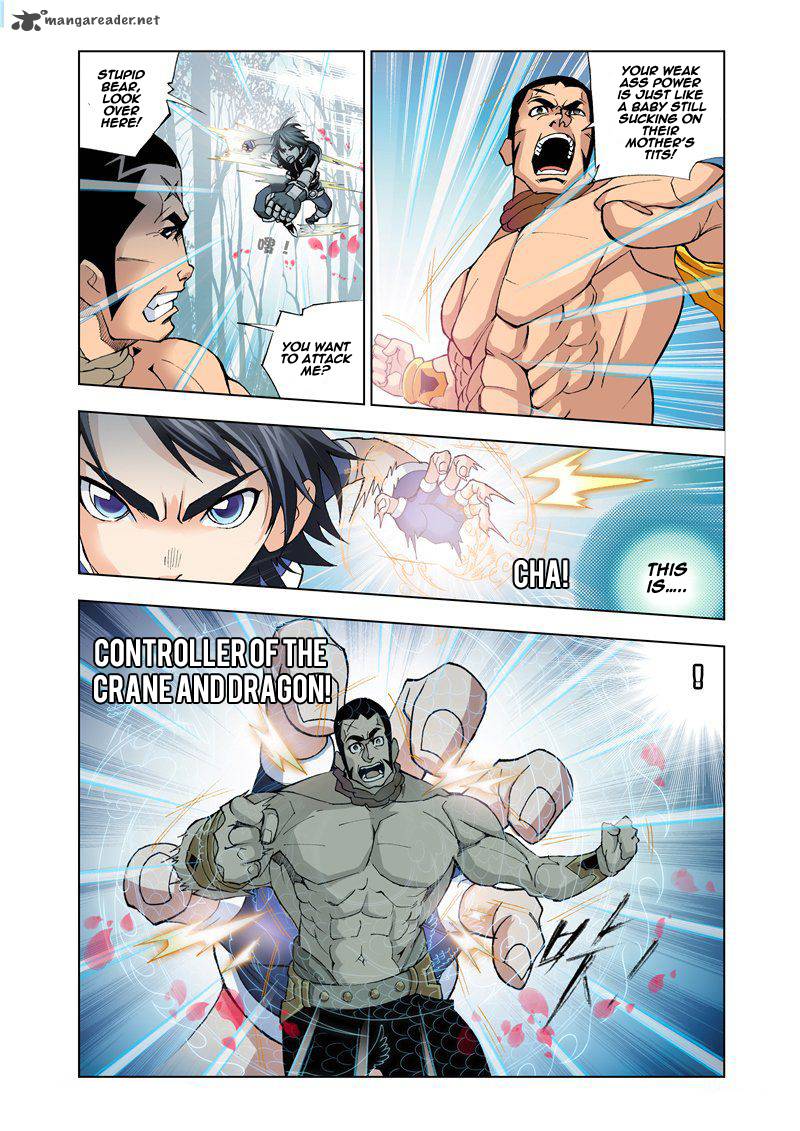 mangareader.net
STUPID
BEAR,
LOOK
OVER
HERE!
YOU WANT
TO ATTACK
ME?
YOUR WEAK
ASS POWER
IS JUST LIKE
A BABY STILL
SUCKING ON
THEIR
MOTHER'S
TITS!
CHA!
THIS
IS.....
CONTROLLER OF THE
CRANE AND DRAGON!
!